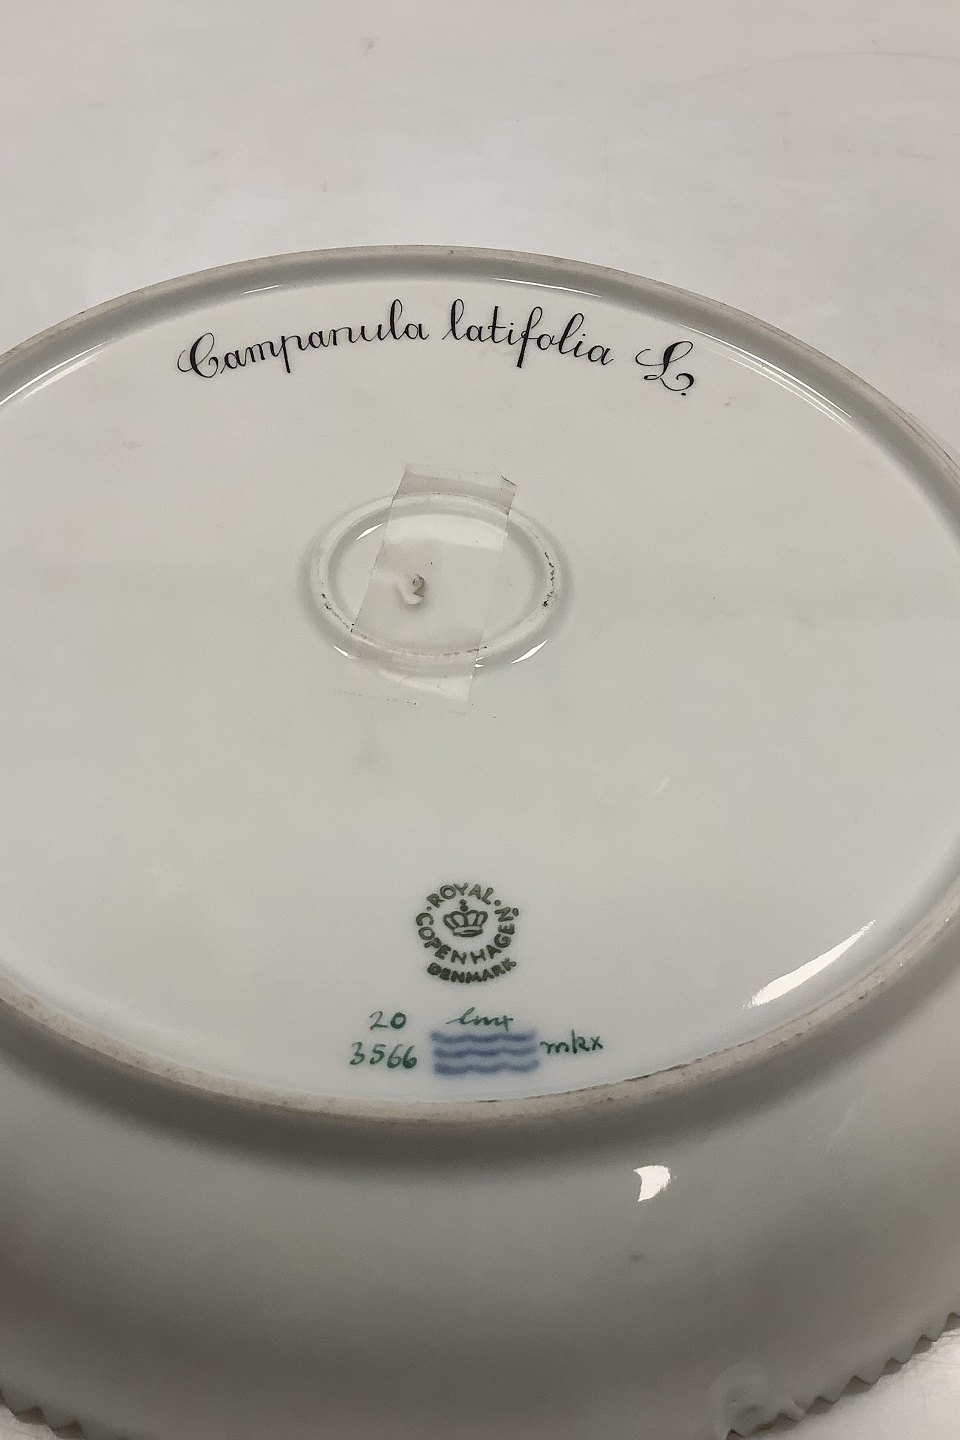 Campanula latifolia L.
ROYAL
COPENHAGEN
DENMARK
20
3566
mkx